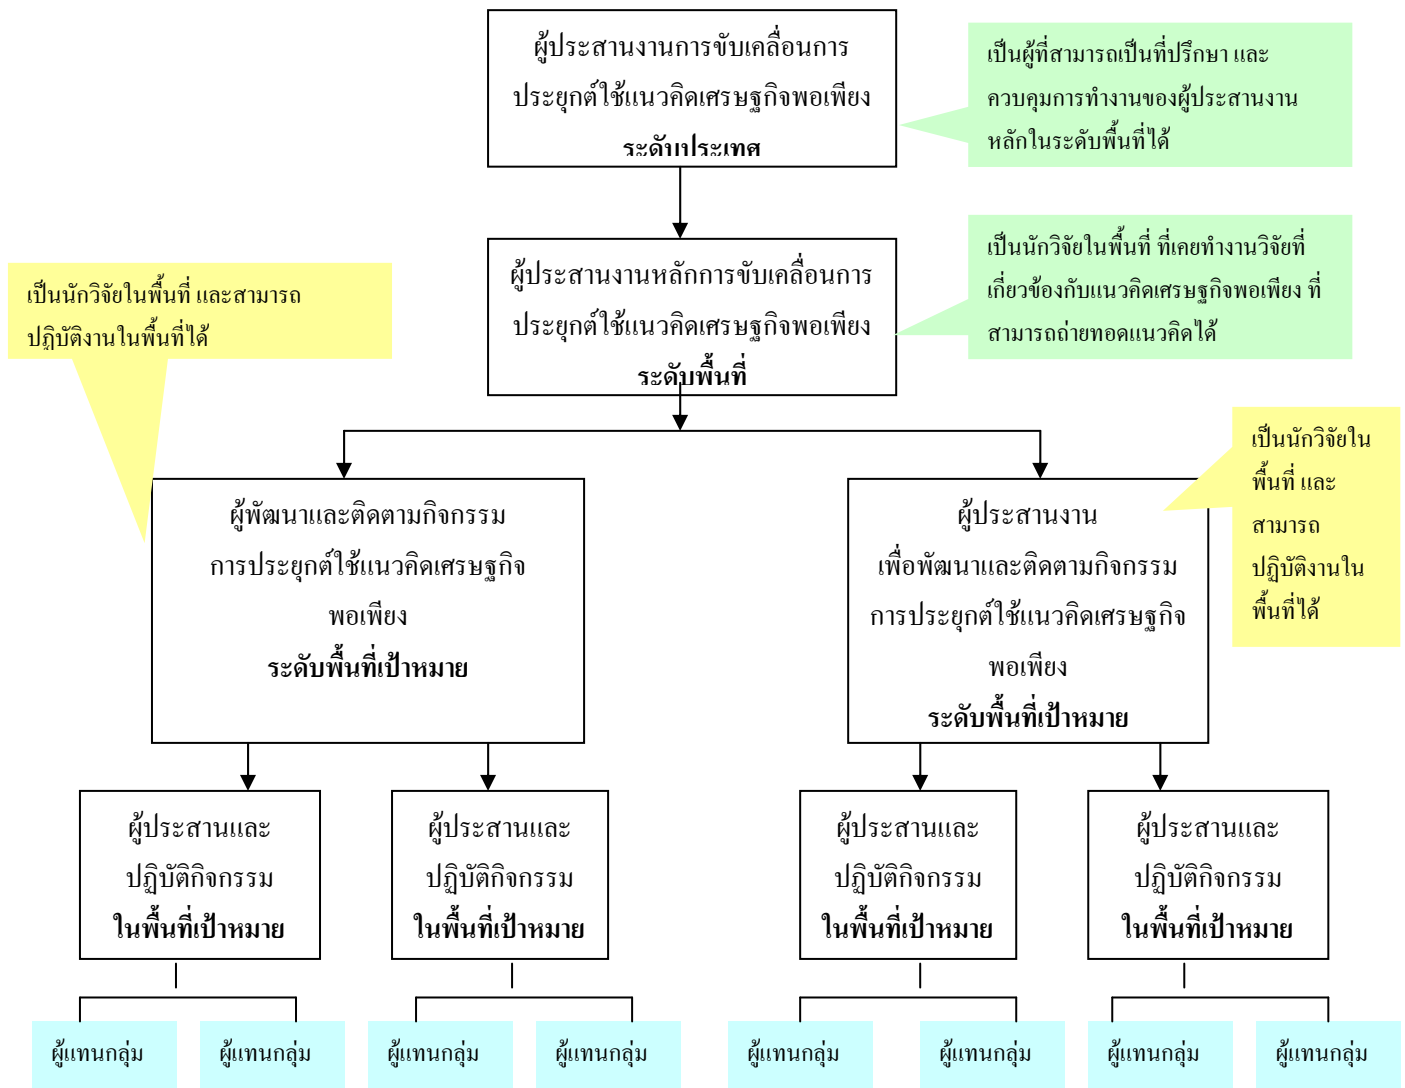 ผู้ประสานงานการขับเคลื่อนการ
ประยุกต์ใช้แนวคิดเศรษฐกิจพอเพียง
ระดับประเทศ
เป็นผู้ที่สามารถเป็นที่ปรึกษา และ
ควบคุมการทำงานของผู้ประสานงาน
หลักในระดับพื้นที่ได้
ผู้ประสานงานหลักการขับเคลื่อนการ
ประยุกต์ใช้แนวคิดเศรษฐกิจพอเพียง
ระดับพื้นที่
เป็นนักวิจัยในพื้นที่ ที่เคยทำงานวิจัยที่
เกี่ยวข้องกับแนวคิดเศรษฐกิจพอเพียง ที่
สามารถถ่ายทอดแนวคิดได้
เป็นนักวิจัยในพื้นที่ และสามารถ
ปฏิบัติงานในพื้นที่ได้
ผู้พัฒนาและติดตามกิจกรรม
การประยุกต์ใช้แนวคิดเศรษฐกิจ
พอเพียง
ระดับพื้นที่เป้าหมาย
ผู้ประสานงาน
เพื่อพัฒนาและติดตามกิจกรรม
การประยุกต์ใช้แนวคิดเศรษฐกิจ
พอเพียง
ระดับพื้นที่เป้าหมาย
เป็นนักวิจัยใน
พื้นที่ และ
สามารถ
ปฏิบัติงานใน
พื้นที่ได้
ผู้ประสานและ
ปฏิบัติกิจกรรม
ในพื้นที่เป้าหมาย
ผู้ประสานและ
ปฏิบัติกิจกรรม
ในพื้นที่เป้าหมาย
ผู้ประสานและ
ปฏิบัติกิจกรรม
ในพื้นที่เป้าหมาย
ผู้ประสานและ
ปฏิบัติกิจกรรม
ในพื้นที่เป้าหมาย
ผู้แทนกลุ่ม
ผู้แทนกลุ่ม
ผู้แทนกลุ่ม
ผู้แทนกลุ่ม
ผู้แทนกลุ่ม
ผู้แทนกลุ่ม
ผู้แทนกลุ่ม
ผู้แทนกลุ่ม